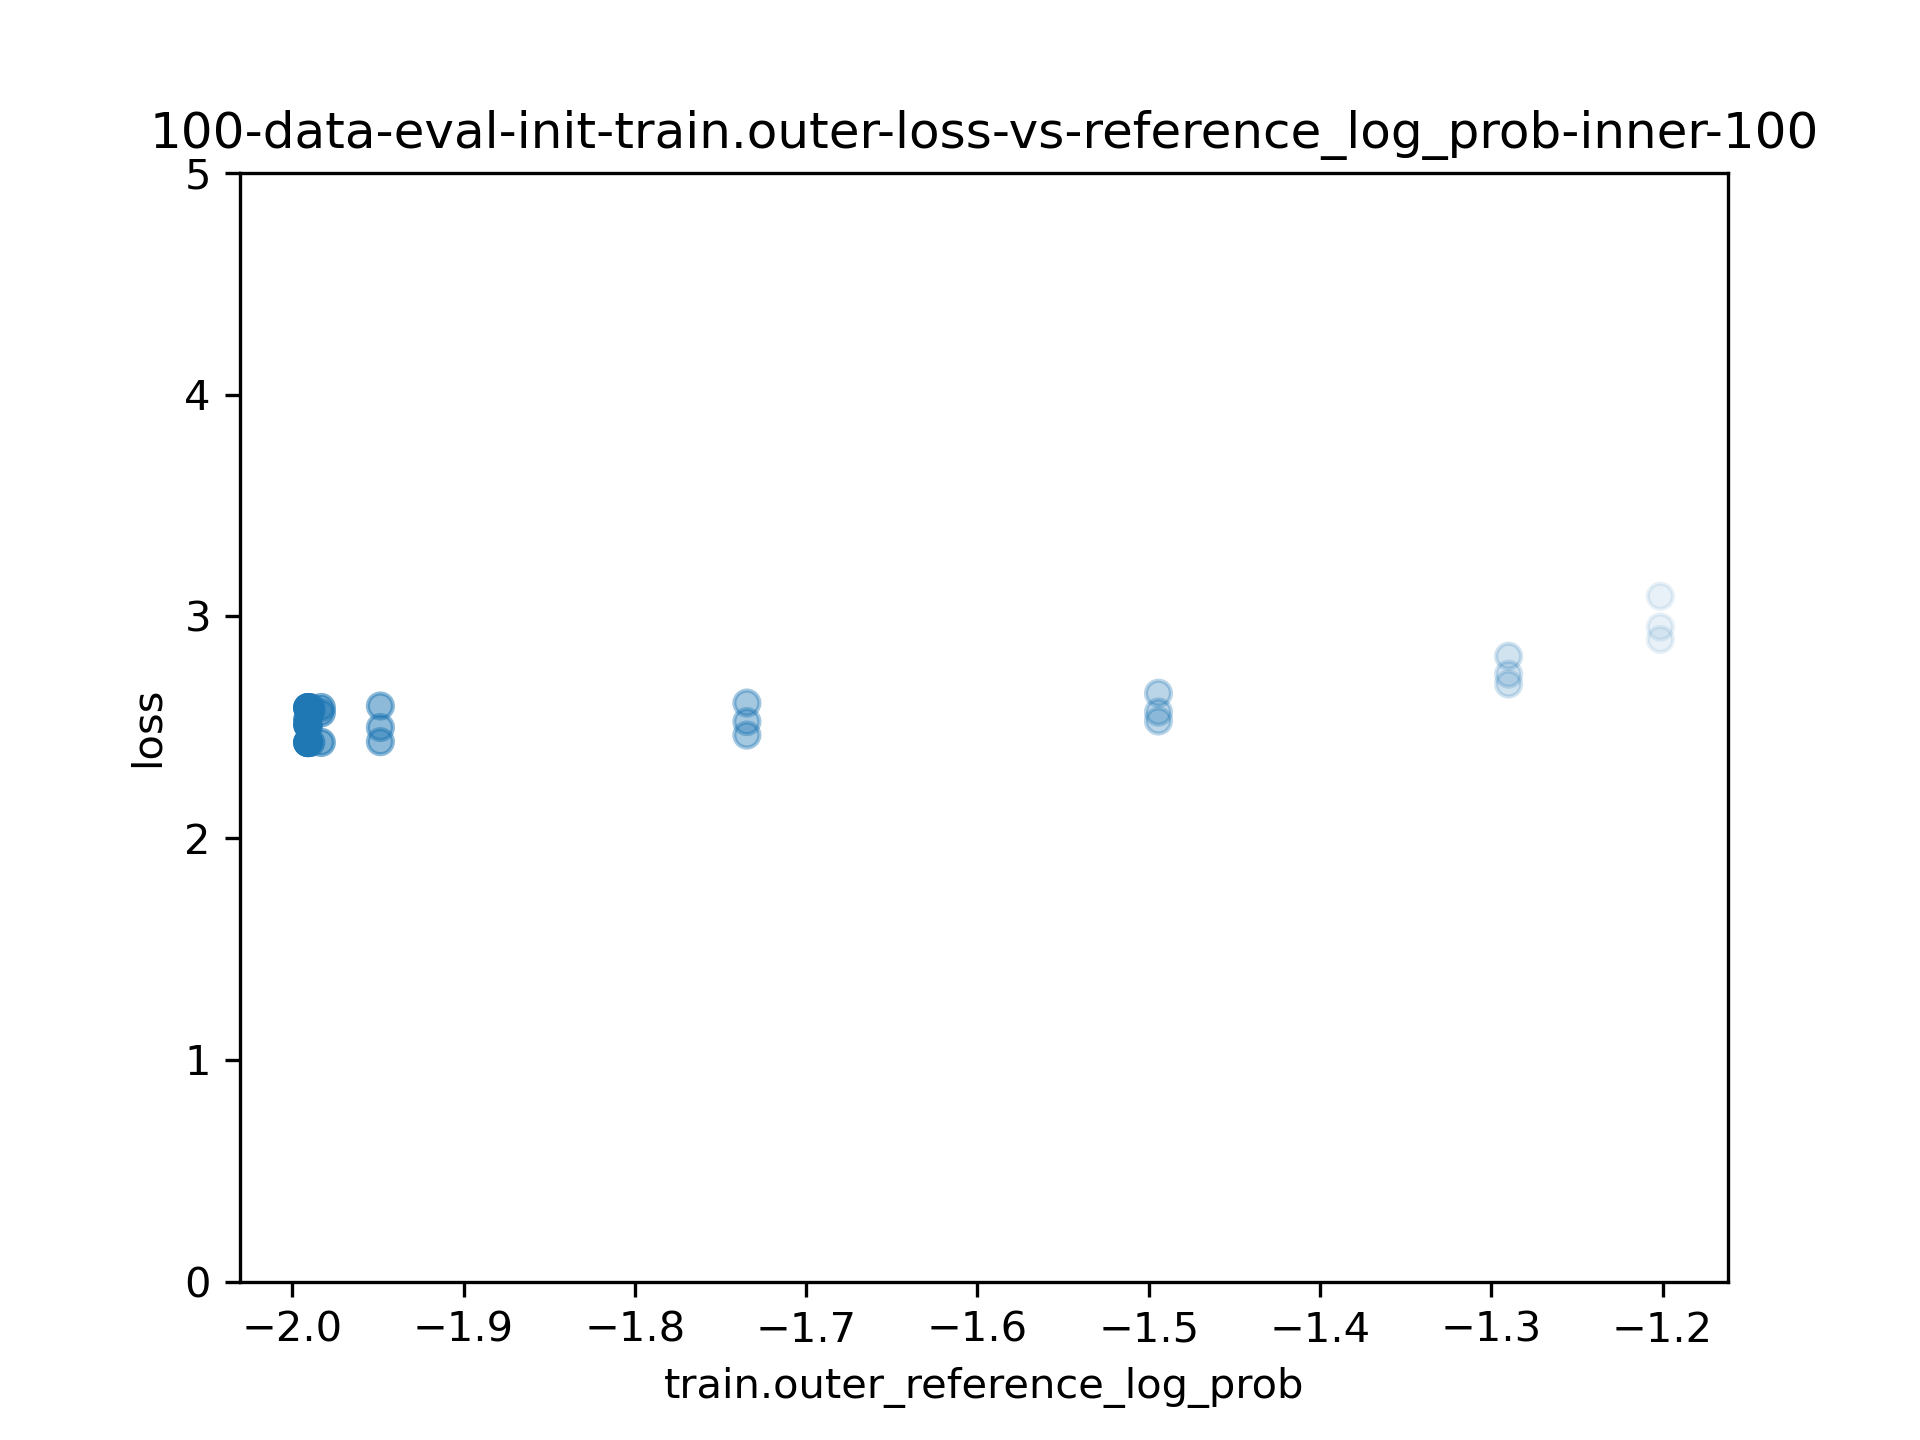 100-data-eval-init-train.outer-loss-vs-reference_log_prob-inner-100
5
4
3
2
1
0
loss
−2.0 −1.9 −1.8 −1.7 −1.6 −1.5 −1.4 −1.3 −1.2
train.outer_reference_log_prob